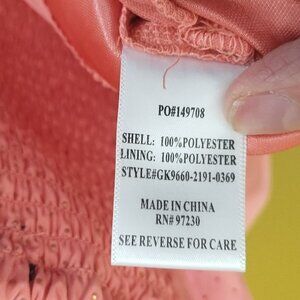 PO#149708
SHELL: 100%POLYESTER
LINING: 100%POLYESTER
STYLE#GK9660-2191-0369
MADE IN CHINA
RN# 97230
SEE REVERSE FOR CARE